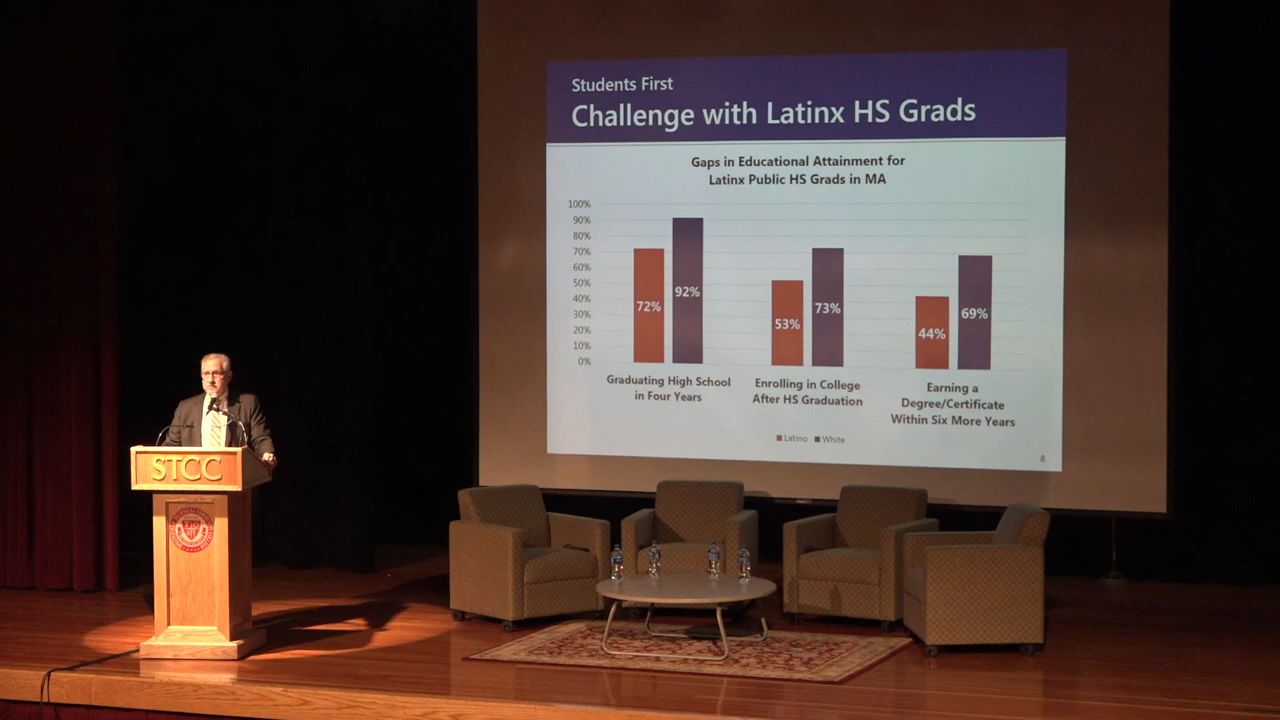 Students First
Challenge with Latinx HS Grads
Gaps in Educational Attainment for
Latinx Public HS Grads in MA
100%
90%
80%
70%
60%
50%
40%
30%
20%
10%
0%
72%
92%
53%
73%
44%
69%
Graduating High School
in Four Years
Enrolling in College
After HS Graduation
Earning a
Degree/Certificate
Within Six More Years
Latino White
8
STCC